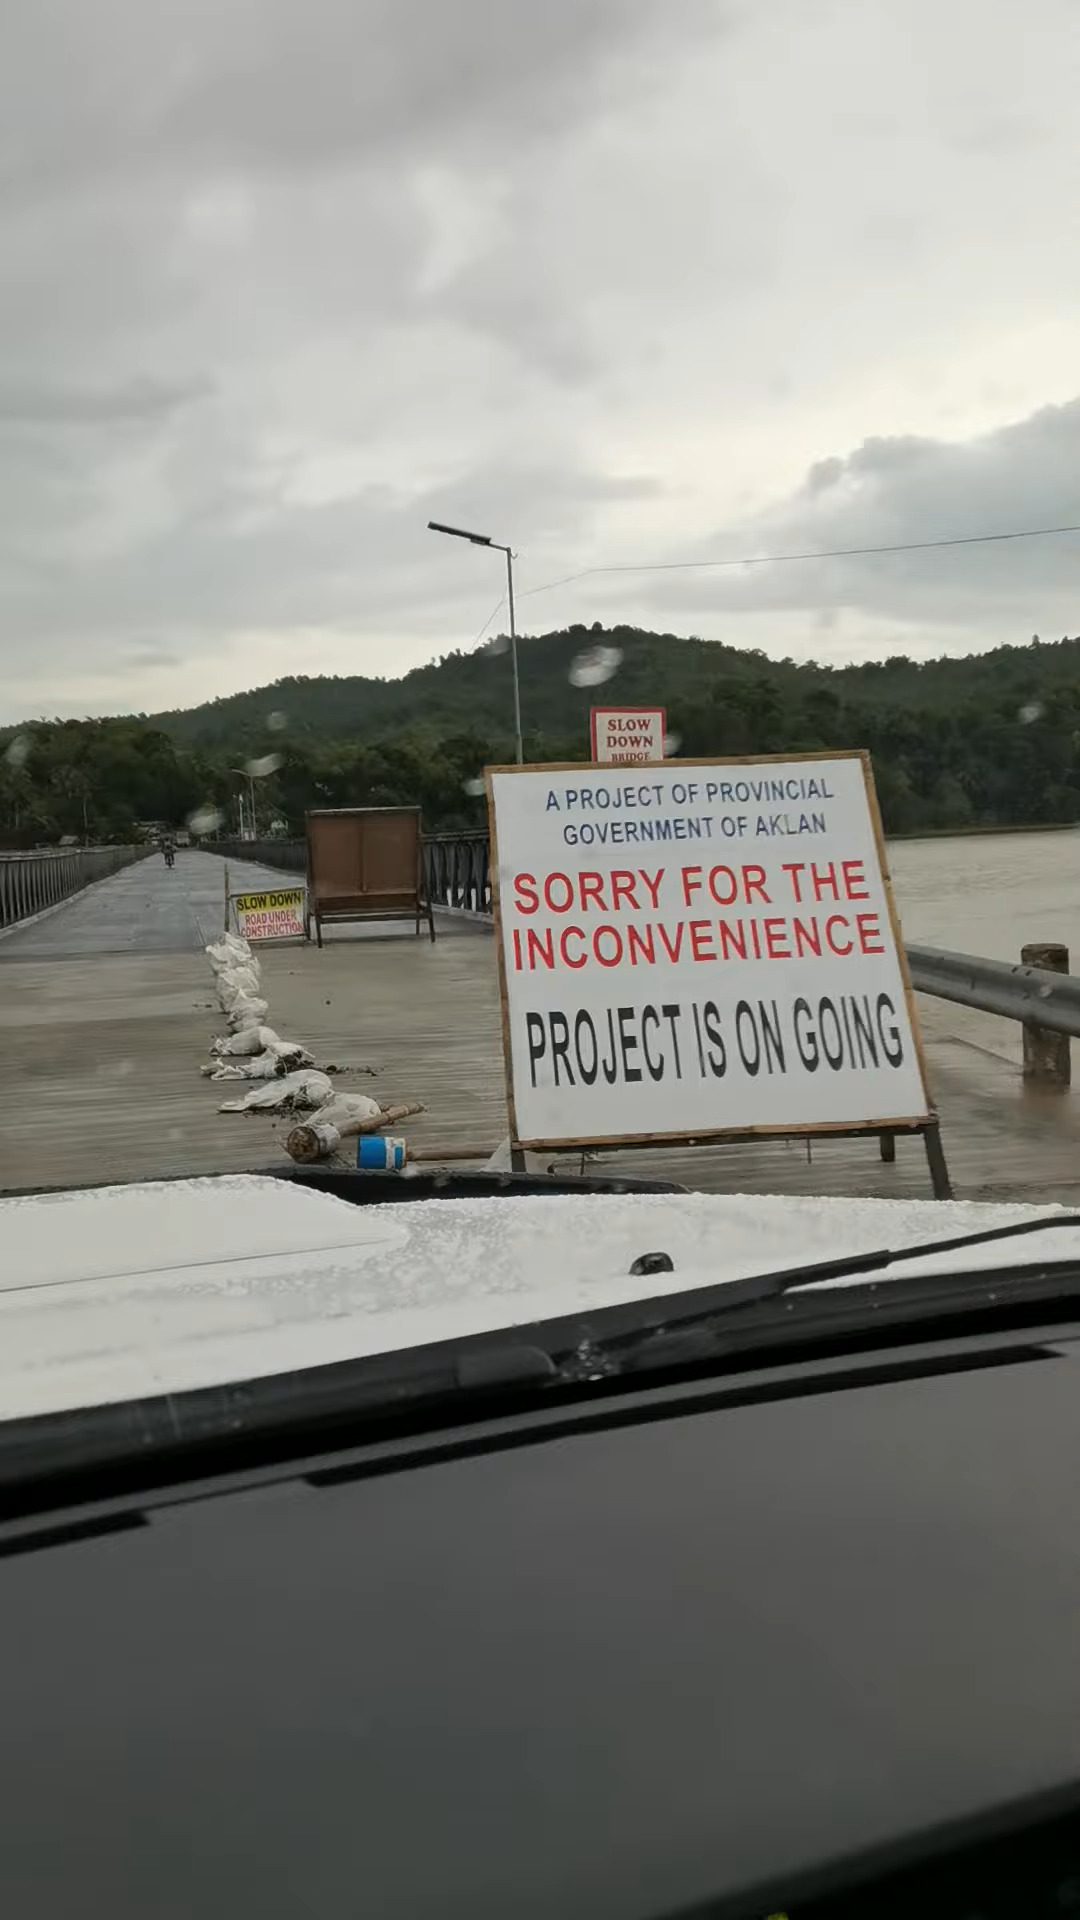 SLOW
DOWN
BRIDGE
A PROJECT OF PROVINCIAL
GOVERNMENT OF AKLAN
SORRY FOR THE
INCONVENIENCE
PROJECT IS ON GOING
SLOW DOWN
ROAD UNDER
CONSTRUCTION